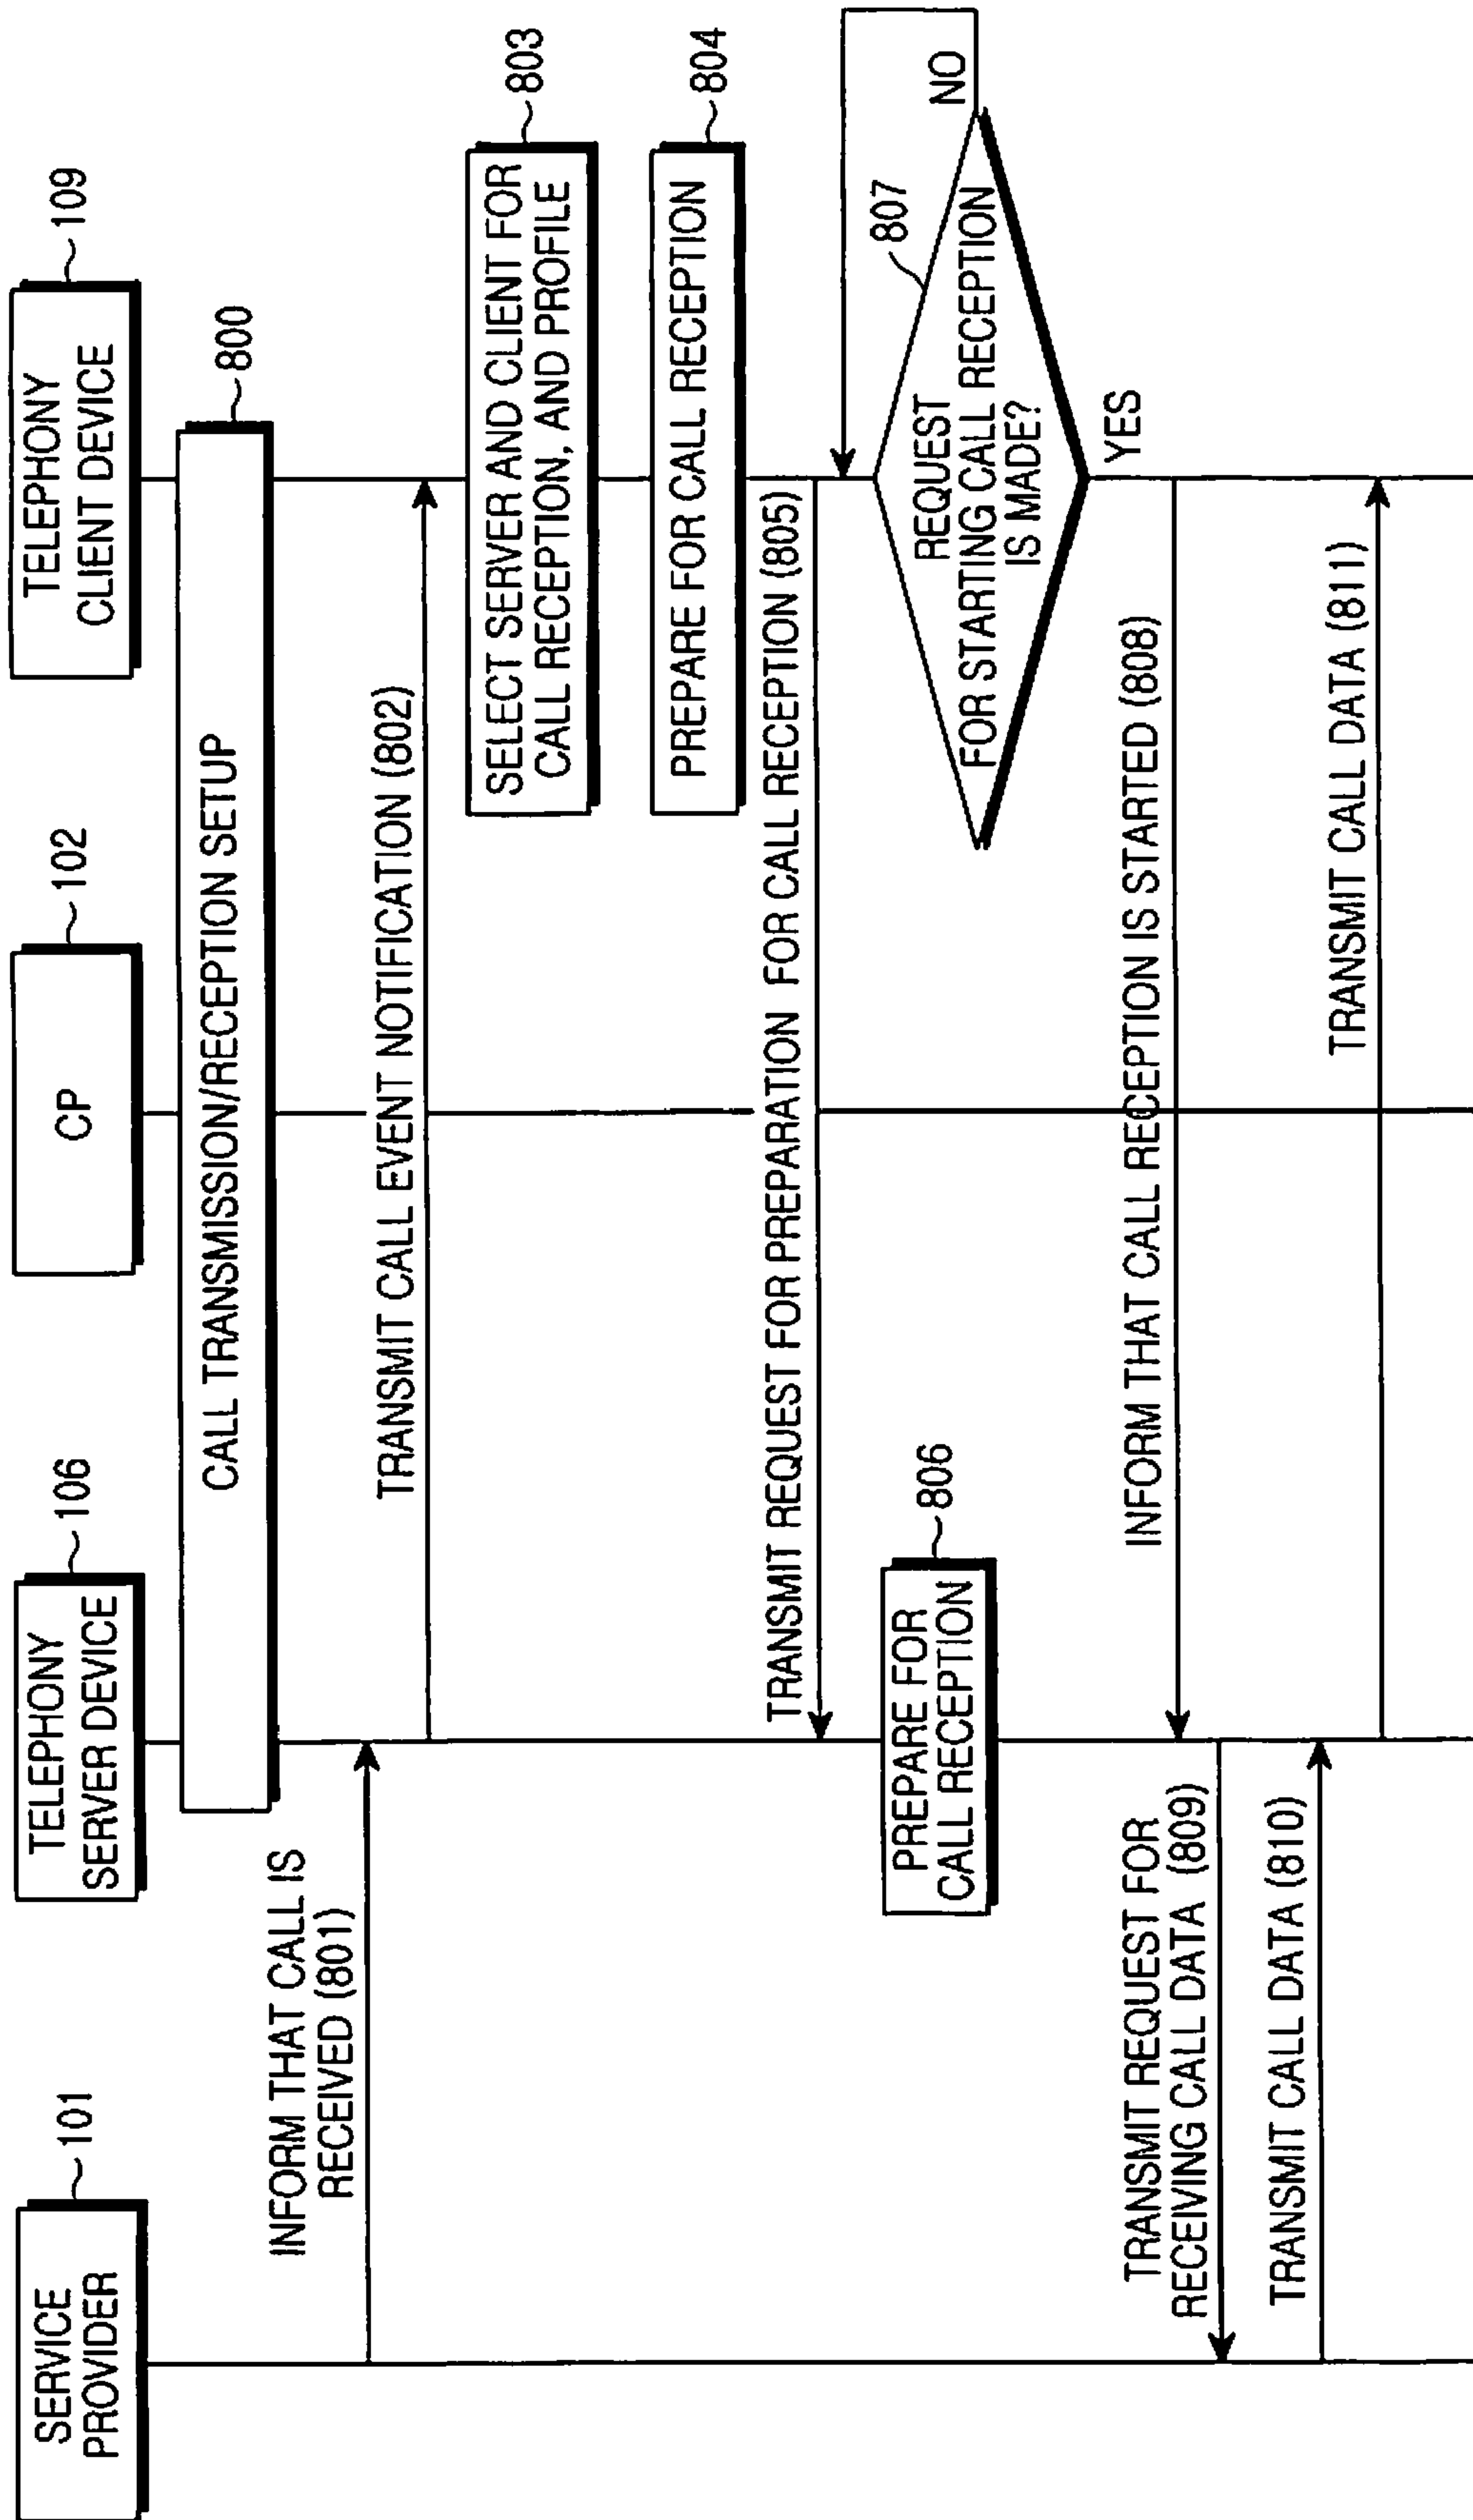 SERVICE
PROVIDER
101
TELEPHONY
SERVER DEVICE
106
CP
102
TELEPHONY
CLIENT DEVICE
109
CALL TRANSMISSION/RECEPTION SETUP
800
INFORM THAT CALL IS
RECEIVED (801)
TRANSMIT CALL EVENT NOTIFICATION (802)
SELECT SERVER AND CLIENT FOR
CALL RECEPTION, AND PROFILE
803
PREPARE FOR CALL RECEPTION
804
TRANSMIT REQUEST FOR PREPARATION FOR CALL RECEPTION (805)
PREPARE FOR
CALL RECEPTION
806
REQUEST
FOR STARTING CALL RECEPTION
IS MADE?
807
NO
YES
INFORM THAT CALL RECEPTION IS STARTED (808)
TRANSMIT REQUEST FOR
RECEIVING CALL DATA (809)
TRANSMIT CALL DATA (810)
TRANSMIT CALL DATA (811)